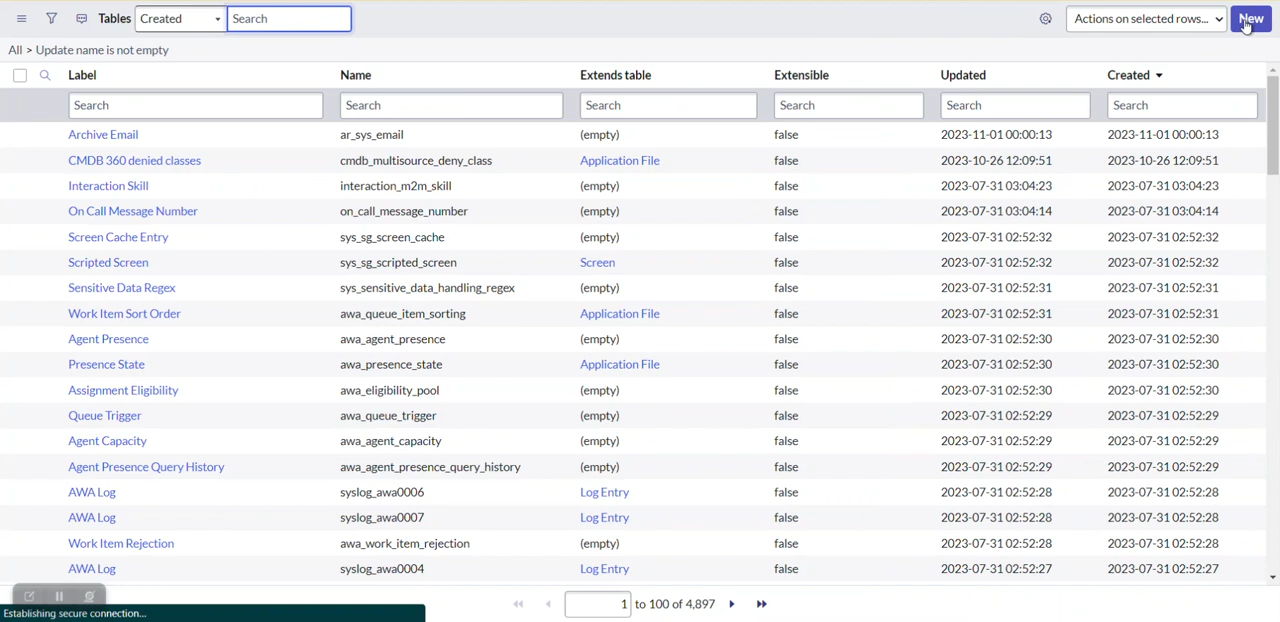 Tables Created Search Actions on selected rows... New
All > Update name is not empty
Label Name Extends table Extensible Updated Created
Search Search Search Search Search Search
Archive Email ar_sys_email (empty) false 2023-11-01 00:00:13 2023-11-01 00:00:13
CMDB 360 denied classes cmdb_multisource_deny_class Application File false 2023-10-26 12:09:51 2023-10-26 12:09:51
Interaction Skill interaction_m2m_skill (empty) false 2023-07-31 03:04:23 2023-07-31 03:04:23
On Call Message Number on_call_message_number (empty) false 2023-07-31 03:04:14 2023-07-31 03:04:14
Screen Cache Entry sys_sg_screen_cache (empty) false 2023-07-31 02:52:32 2023-07-31 02:52:32
Scripted Screen sys_sg_scripted_screen Screen false 2023-07-31 02:52:32 2023-07-31 02:52:32
Sensitive Data Regex sys_sensitive_data_handling_regex (empty) false 2023-07-31 02:52:31 2023-07-31 02:52:31
Work Item Sort Order awa_queue_item_sorting Application File false 2023-07-31 02:52:31 2023-07-31 02:52:31
Agent Presence awa_agent_presence (empty) false 2023-07-31 02:52:30 2023-07-31 02:52:30
Presence State awa_presence_state Application File false 2023-07-31 02:52:30 2023-07-31 02:52:30
Assignment Eligibility awa_eligibility_pool (empty) false 2023-07-31 02:52:30 2023-07-31 02:52:30
Queue Trigger awa_queue_trigger (empty) false 2023-07-31 02:52:29 2023-07-31 02:52:29
Agent Capacity awa_agent_capacity (empty) false 2023-07-31 02:52:29 2023-07-31 02:52:29
Agent Presence Query History awa_agent_presence_query_history (empty) false 2023-07-31 02:52:29 2023-07-31 02:52:29
AWA Log syslog_awa0006 Log Entry false 2023-07-31 02:52:28 2023-07-31 02:52:28
AWA Log syslog_awa0007 Log Entry false 2023-07-31 02:52:28 2023-07-31 02:52:28
Work Item Rejection awa_work_item_rejection (empty) false 2023-07-31 02:52:28 2023-07-31 02:52:28
AWA Log syslog_awa0004 Log Entry false 2023-07-31 02:52:27 2023-07-31 02:52:27
1 to 100 of 4,897
Establishing secure connection...